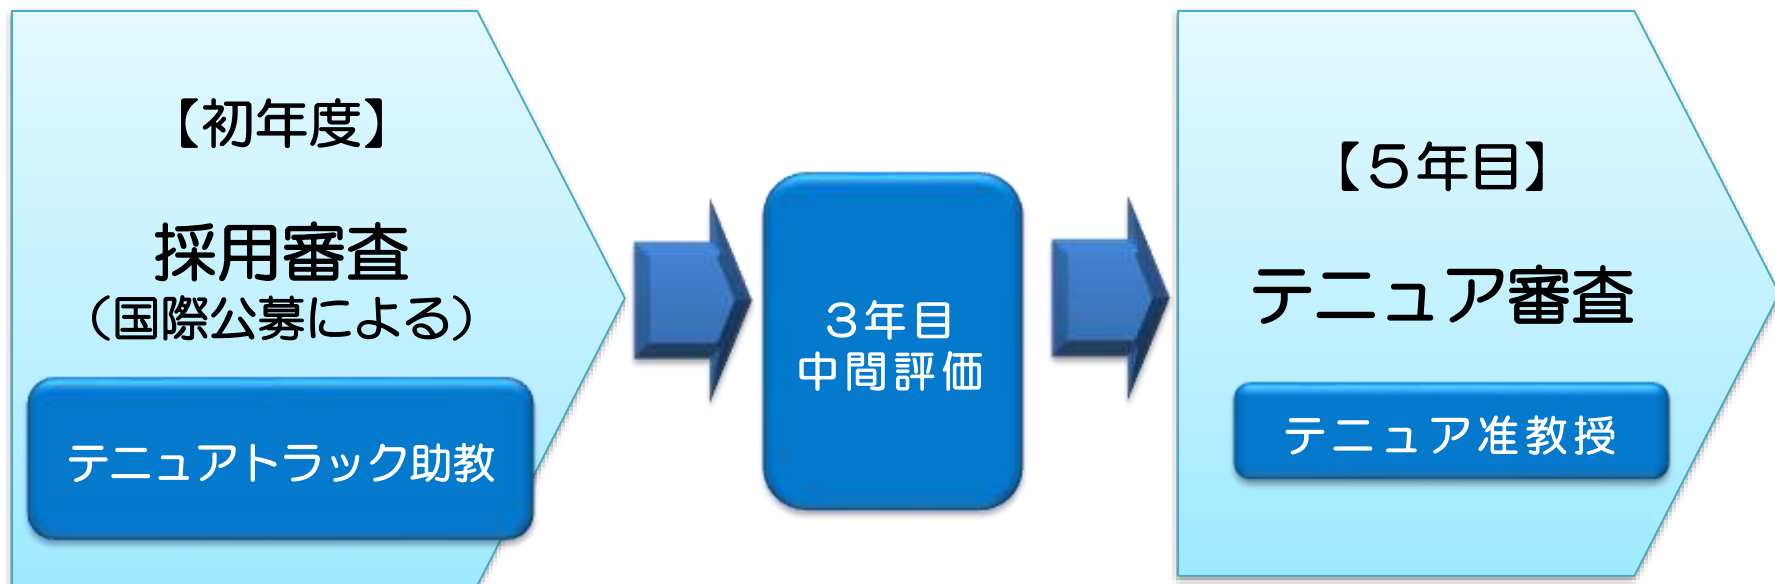 【初年度】
採用審査
（国際公募による）
テニュアトラック助教
３年目
中間評価
【５年目】
テニュア審査
テニュア准教授